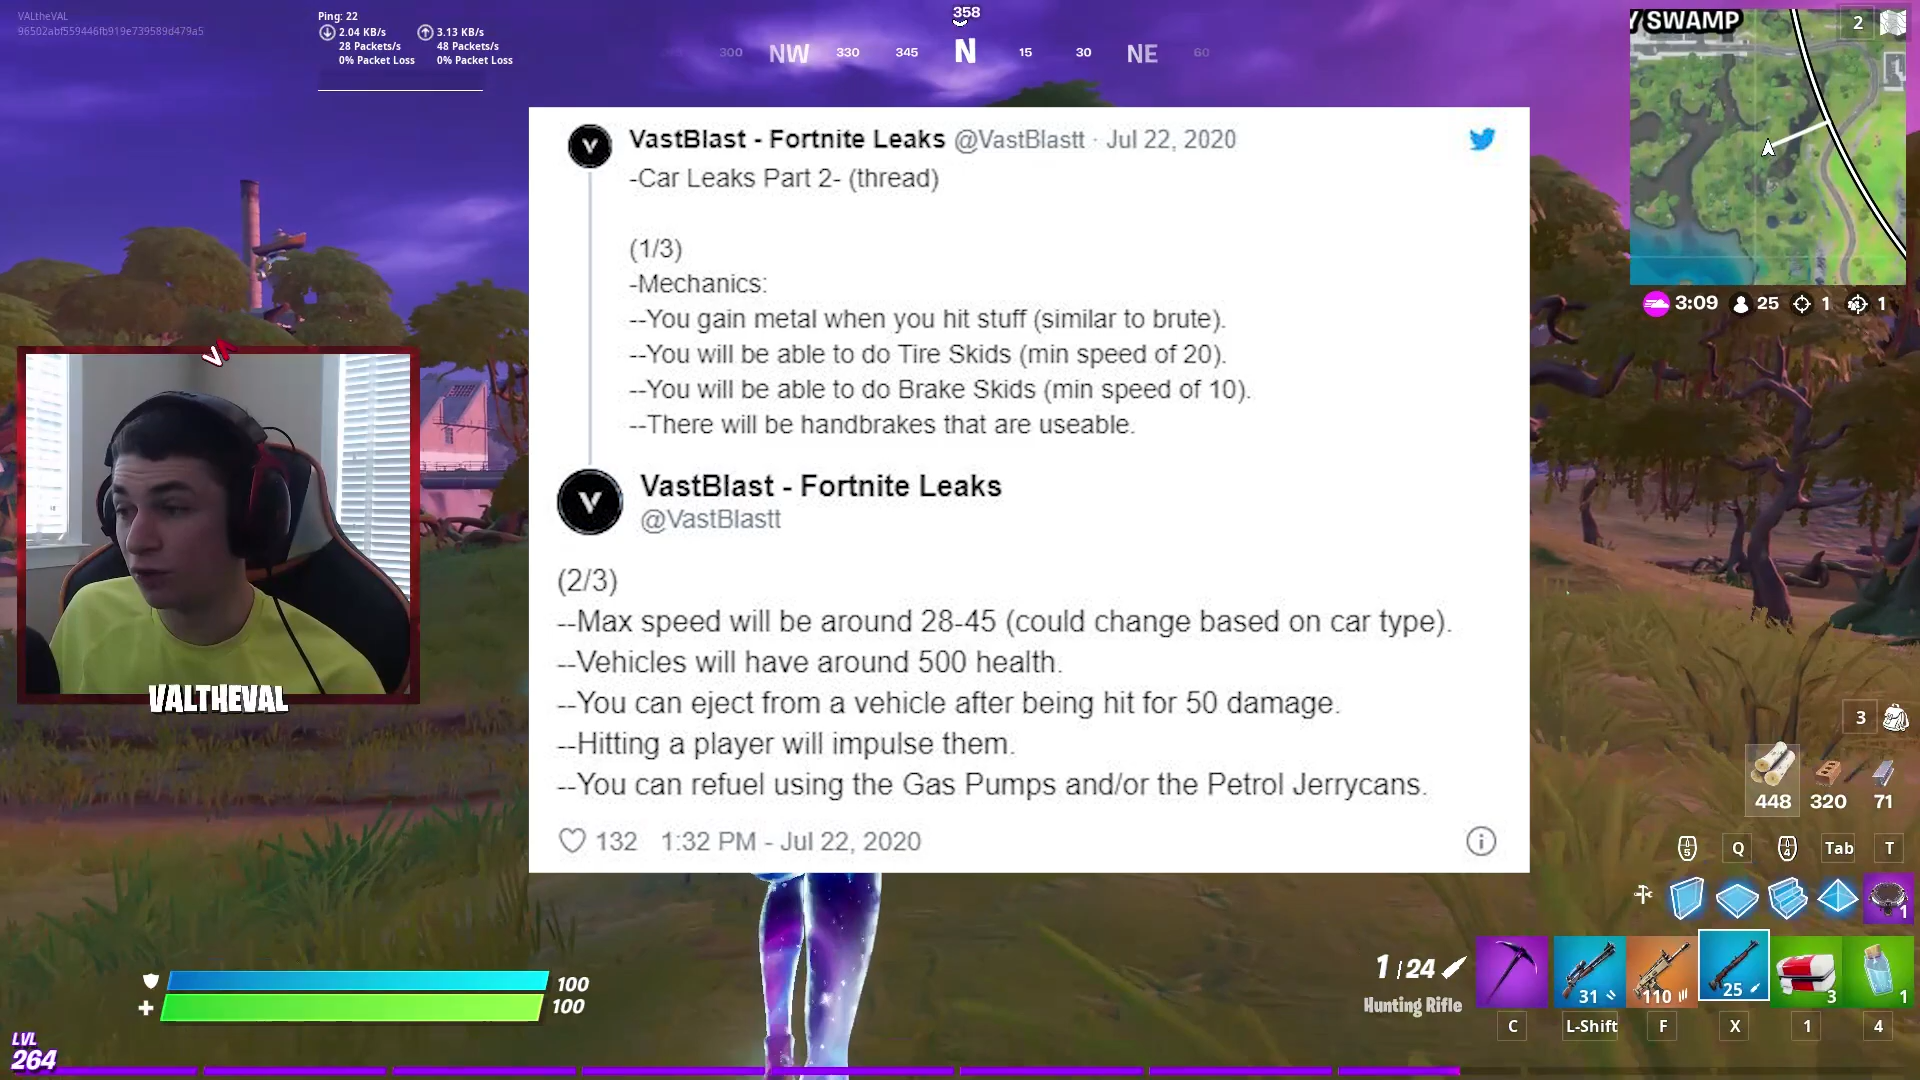 VALtheVAL
96502abf559446fb919e739589d479a5
Ping: 22
2.04 KB/s 3.13 KB/s
28 Packets/s 48 Packets/s
0% Packet Loss 0% Packet Loss
358
300 NW 330 345 N 15 30 NE 60
Y SWAMP
2
1
3:09 25 1 1
VastBlast - Fortnite Leaks @VastBlastt · Jul 22, 2020
-Car Leaks Part 2- (thread)
(1/3)
-Mechanics:
--You gain metal when you hit stuff (similar to brute).
--You will be able to do Tire Skids (min speed of 20).
--You will be able to do Brake Skids (min speed of 10).
--There will be handbrakes that are useable.
VastBlast - Fortnite Leaks
@VastBlastt
(2/3)
--Max speed will be around 28-45 (could change based on car type).
--Vehicles will have around 500 health.
--You can eject from a vehicle after being hit for 50 damage.
--Hitting a player will impulse them.
--You can refuel using the Gas Pumps and/or the Petrol Jerrycans.
132 1:32 PM - Jul 22, 2020
VALTHEVAL
3
448 320 71
5 Q 4 Tab T
1
1 / 24
Hunting Rifle
31 110 25 3 1
C L-Shift F X 1 4
100
100
LVL
264